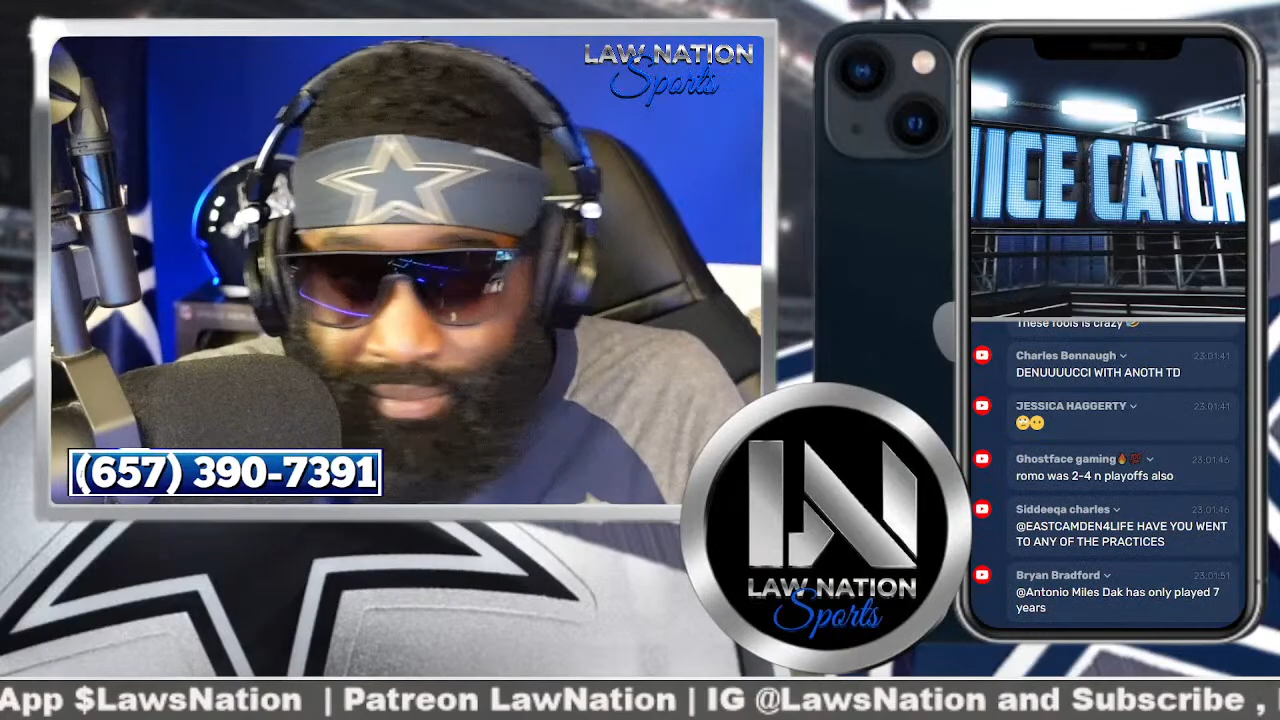 LAW NATION
Sports
(657) 390-7391
NICE CATCH
These fools is crazy 🤣
Charles Bennaugh 23:01:41
DENUUUUCCI WITH ANOTH TD
JESSICA HAGGERTY 23:01:41
🙄😶
Ghostface gaming🔥💯 23:01:46
romo was 2-4 n playoffs also
Siddeeqa charles 23:01:46
@EASTCAMDEN4LIFE HAVE YOU WENT
TO ANY OF THE PRACTICES
Bryan Bradford 23:01:51
@Antonio Miles Dak has only played 7
years
LN
LAW NATION
Sports
App $LawsNation | Patreon LawNation | IG @LawsNation and Subscribe ,